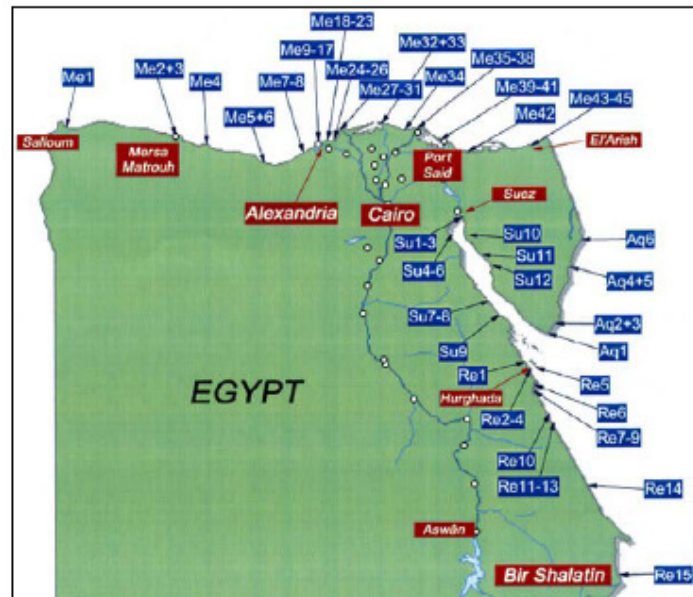 Me18-23
Me9-17
Me32+33
Me35-38
Me1
Me2+3
Me4
Me7-8
Me24-26
Me34
Me39-41
Me27-31
Me42
Me43-45
Me5+6
Salloum
Mersa
Matrouh
Port
Said
El'Arish
Alexandria
Cairo
Suez
Su1-3
Su10
Aq6
Su4-6
Su11
Su12
Aq4+5
Su7-8
Aq2+3
Su9
Aq1
Re1
Re5
EGYPT
Hurghada
Re6
Re2-4
Re7-9
Re10
Re11-13
Re14
Aswân
Bir Shalatin
Re15